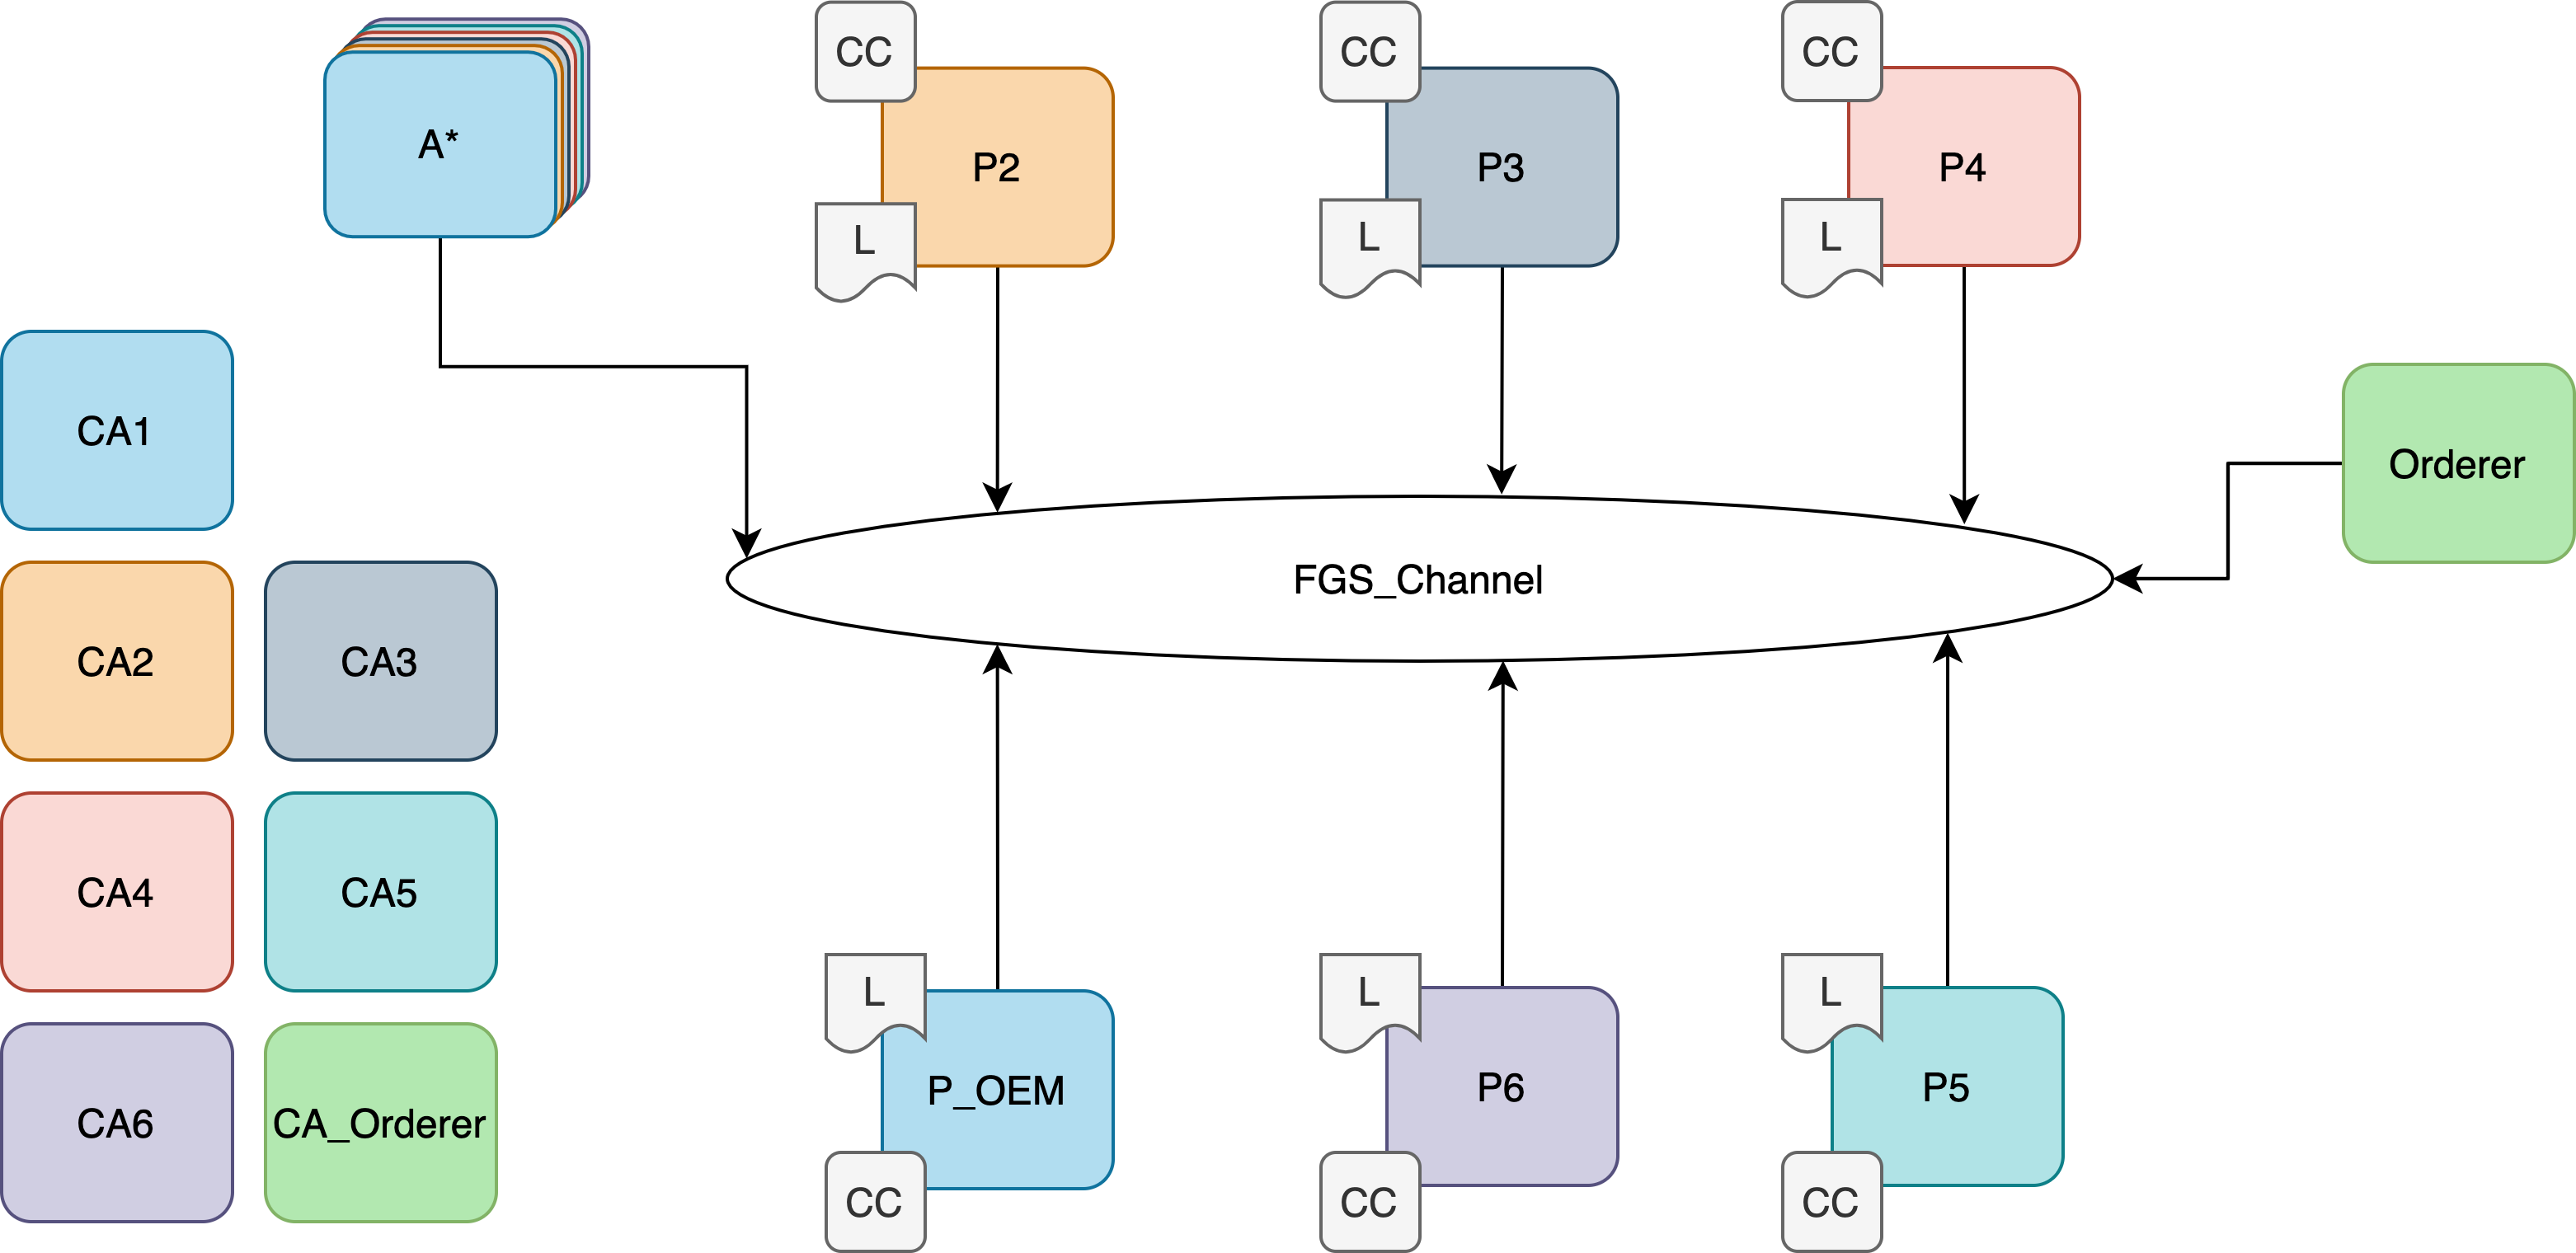 A*
CC
P2
L
CC
P3
L
CC
P4
L
CA1
Orderer
FGS_Channel
CA2
CA3
CA4
CA5
CA6
CA_Orderer
L
P_OEM
CC
L
P6
CC
L
P5
CC